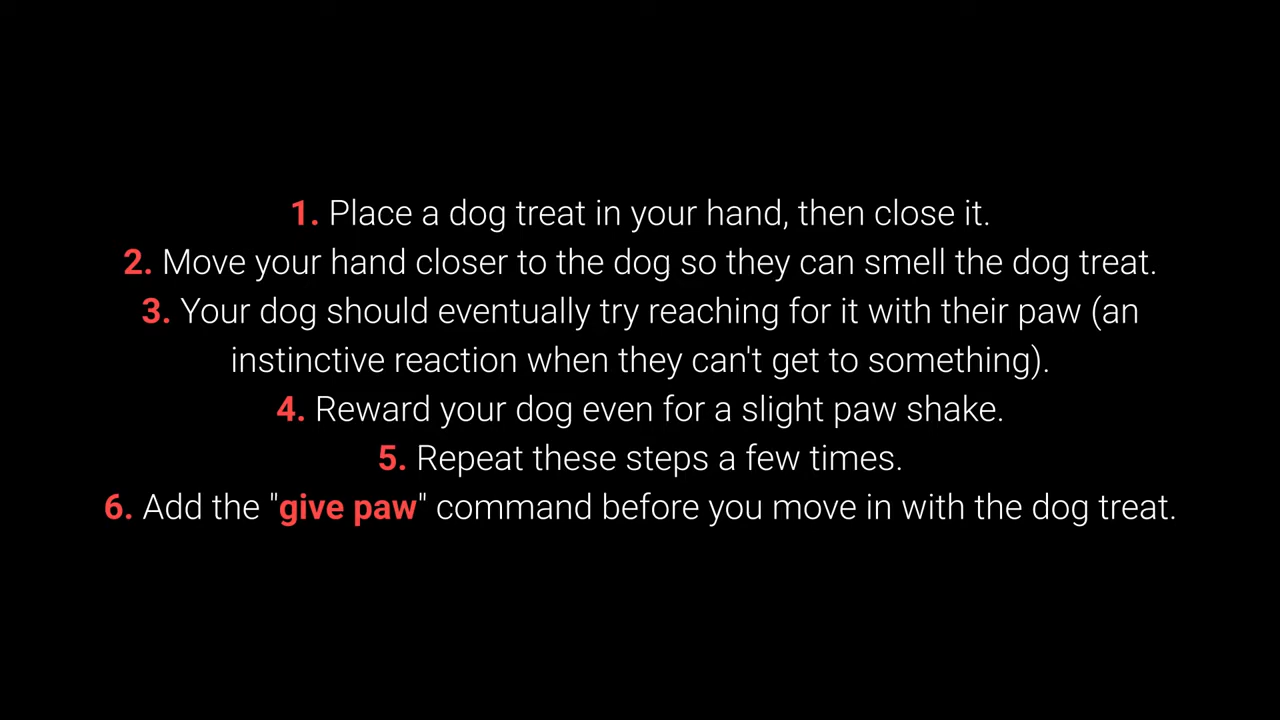 1. Place a dog treat in your hand, then close it.
2. Move your hand closer to the dog so they can smell the dog treat.
3. Your dog should eventually try reaching for it with their paw (an
instinctive reaction when they can't get to something).
4. Reward your dog even for a slight paw shake.
5. Repeat these steps a few times.
6. Add the "give paw" command before you move in with the dog treat.